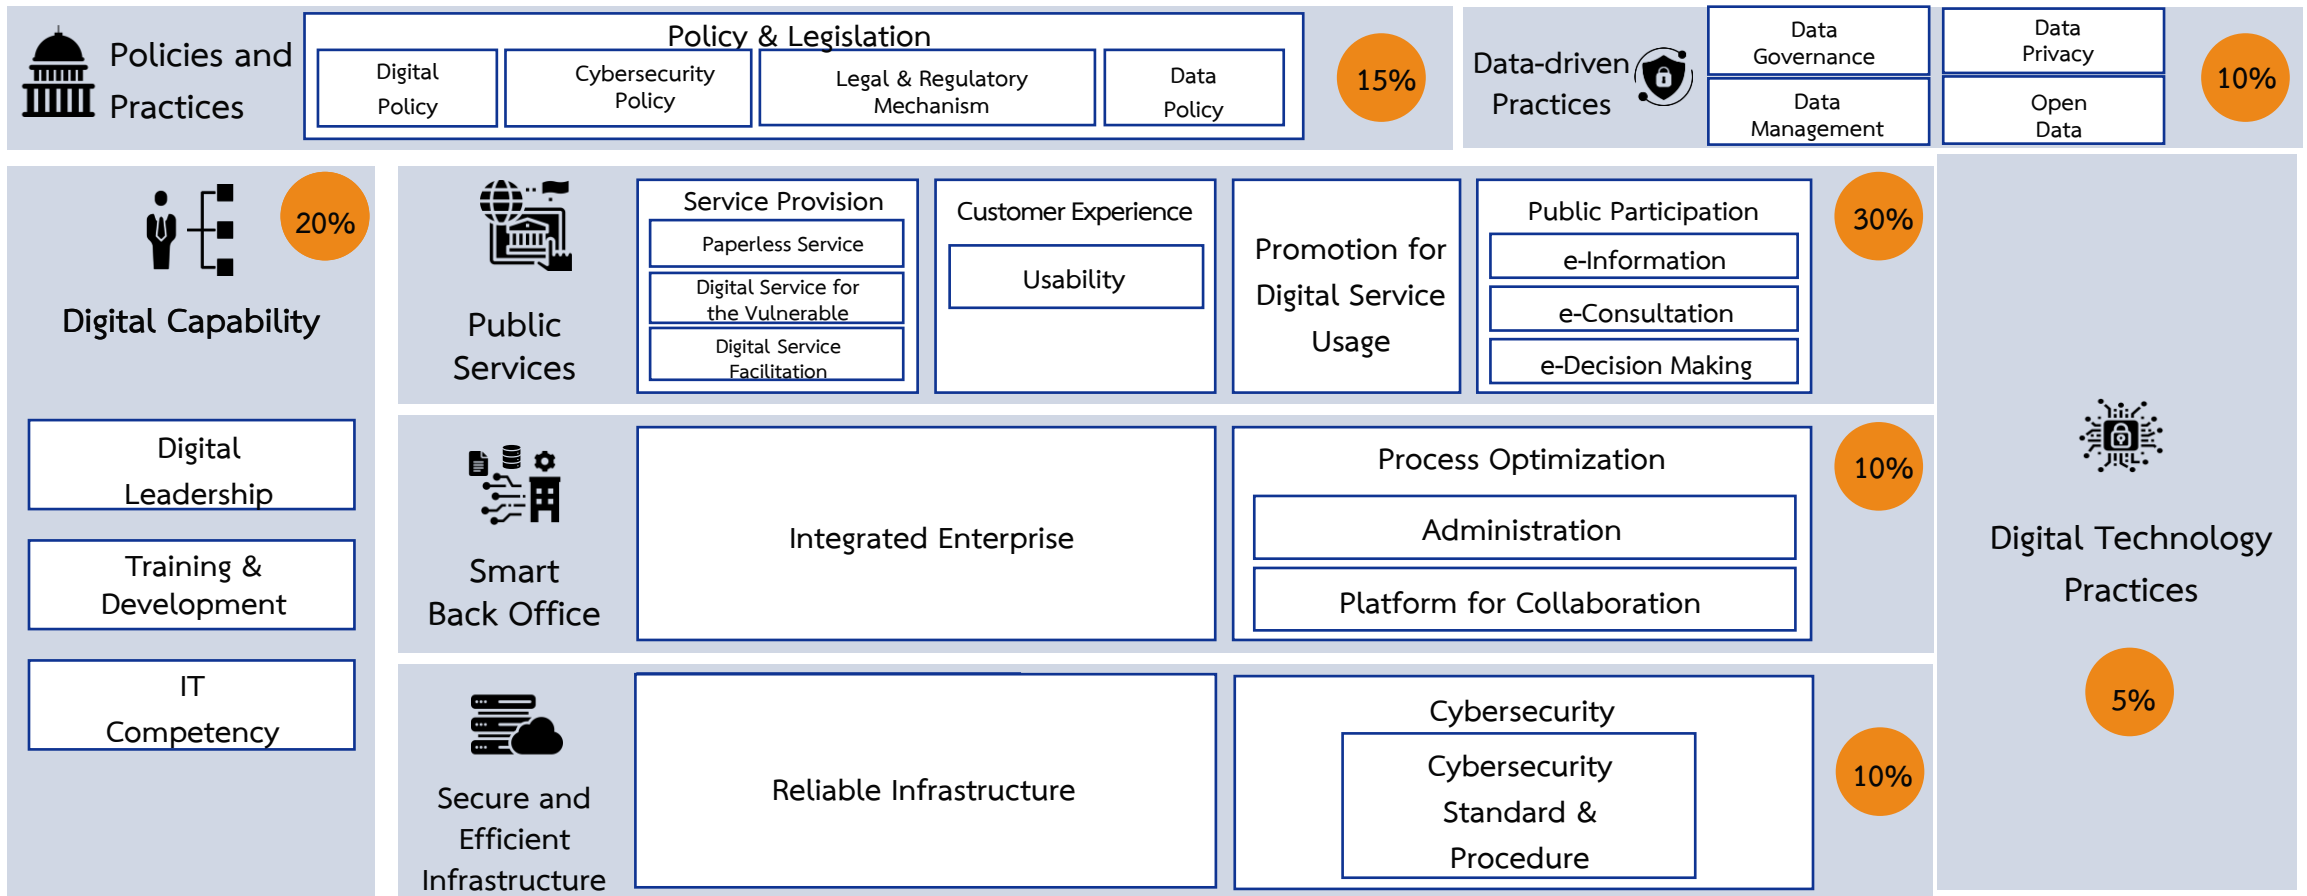 Policies and
Practices
Policy & Legislation
Digital
Policy
Cybersecurity
Policy
Legal & Regulatory
Mechanism
Data
Policy
15%
Data-driven
Practices
Data
Governance
Data
Privacy
Data
Management
Open
Data
10%
20%
Digital Capability
Digital
Leadership
Training &
Development
IT
Competency
Public
Services
Service Provision
Paperless Service
Digital Service for
the Vulnerable
Digital Service
Facilitation
Customer Experience
Usability
Promotion for
Digital Service
Usage
Public Participation
e-Information
e-Consultation
e-Decision Making
30%
Smart
Back Office
Integrated Enterprise
Process Optimization
Administration
Platform for Collaboration
10%
Secure and
Efficient
Infrastructure
Reliable Infrastructure
Cybersecurity
Cybersecurity
Standard &
Procedure
10%
Digital Technology
Practices
5%